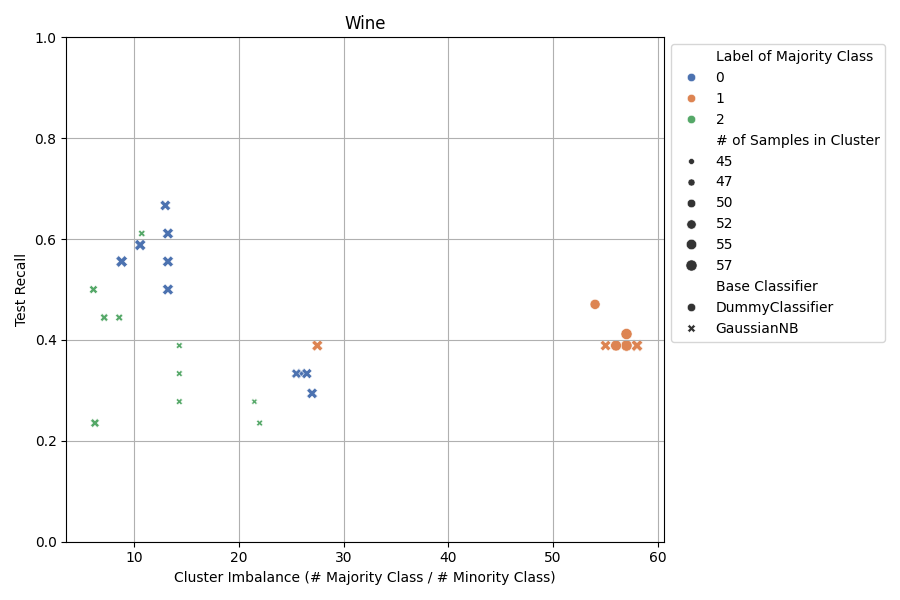 Wine
1.0
0.8
0.6
0.4
0.2
0.0
Test Recall
10
20
30
40
50
60
Cluster Imbalance (# Majority Class / # Minority Class)
Label of Majority Class
0
1
2
# of Samples in Cluster
45
47
50
52
55
57
Base Classifier
DummyClassifier
GaussianNB